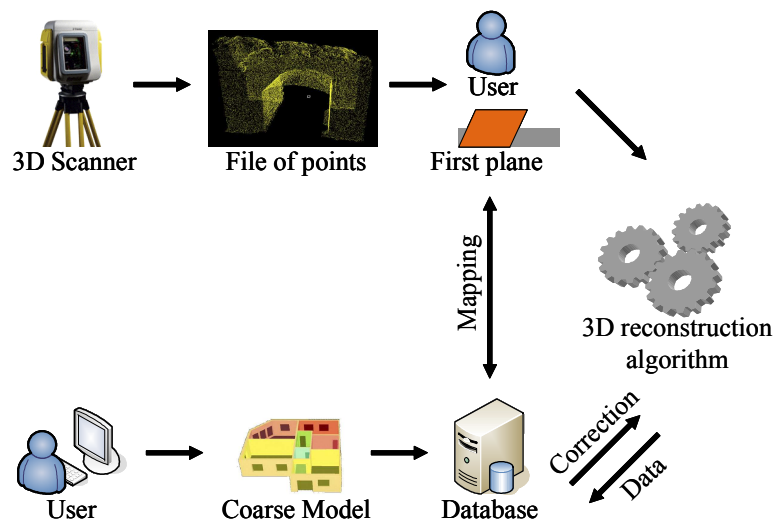 User
3D Scanner
File of points
First plane
Mapping
3D reconstruction
algorithm
Correction
Data
User
Coarse Model
Database